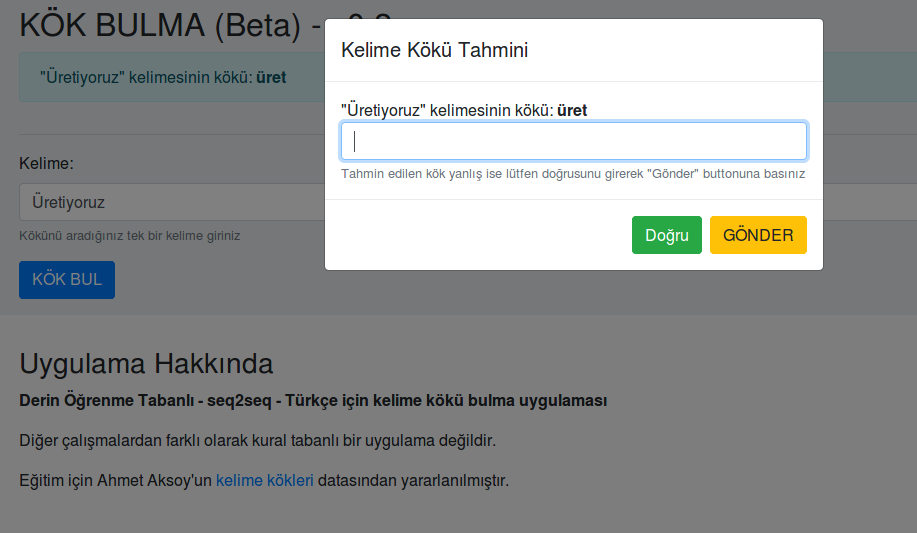 KÖK BULMA (Beta) -
"Üretiyoruz" kelimesinin kökü: üret
Kelime:
Üretiyoruz
Kökünü aradığınız tek bir kelime giriniz
KÖK BUL
Kelime Kökü Tahmini
"Üretiyoruz" kelimesinin kökü: üret
Tahmin edilen kök yanlış ise lütfen doğrusunu girerek "Gönder" buttonuna basınız
Doğru
GÖNDER
Uygulama Hakkında
Derin Öğrenme Tabanlı - seq2seq - Türkçe için kelime kökü bulma uygulaması
Diğer çalışmalardan farklı olarak kural tabanlı bir uygulama değildir.
Eğitim için Ahmet Aksoy'un kelime kökleri datasından yararlanılmıştır.